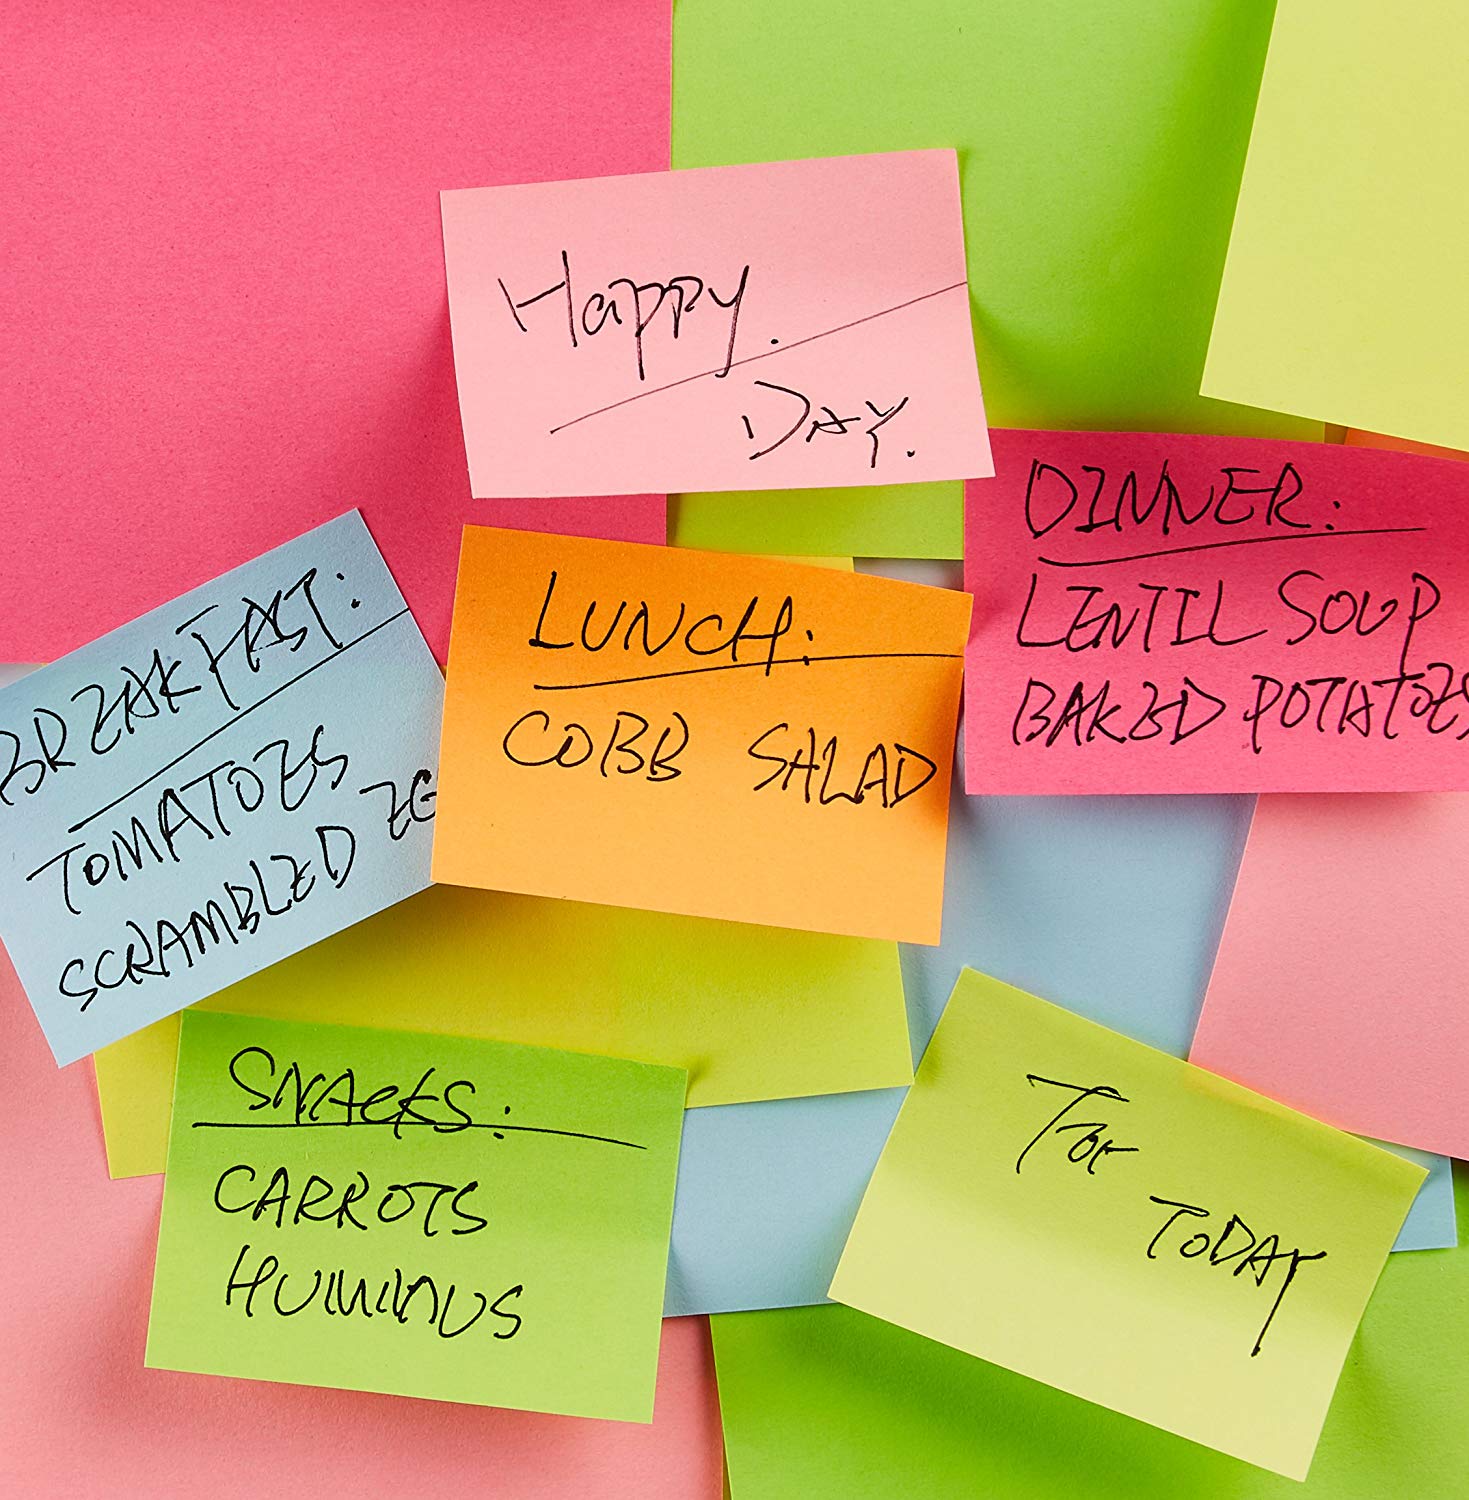 Happy.
DAY.
BREAKFAST:
TOMATOES
SCRAMBLED EG
LUNCH:
COBB SALAD
DINNER:
LENTIL SOUP
BAKED POTATOES
SNACKS:
CARROTS
HUMMUS
For
TODAY